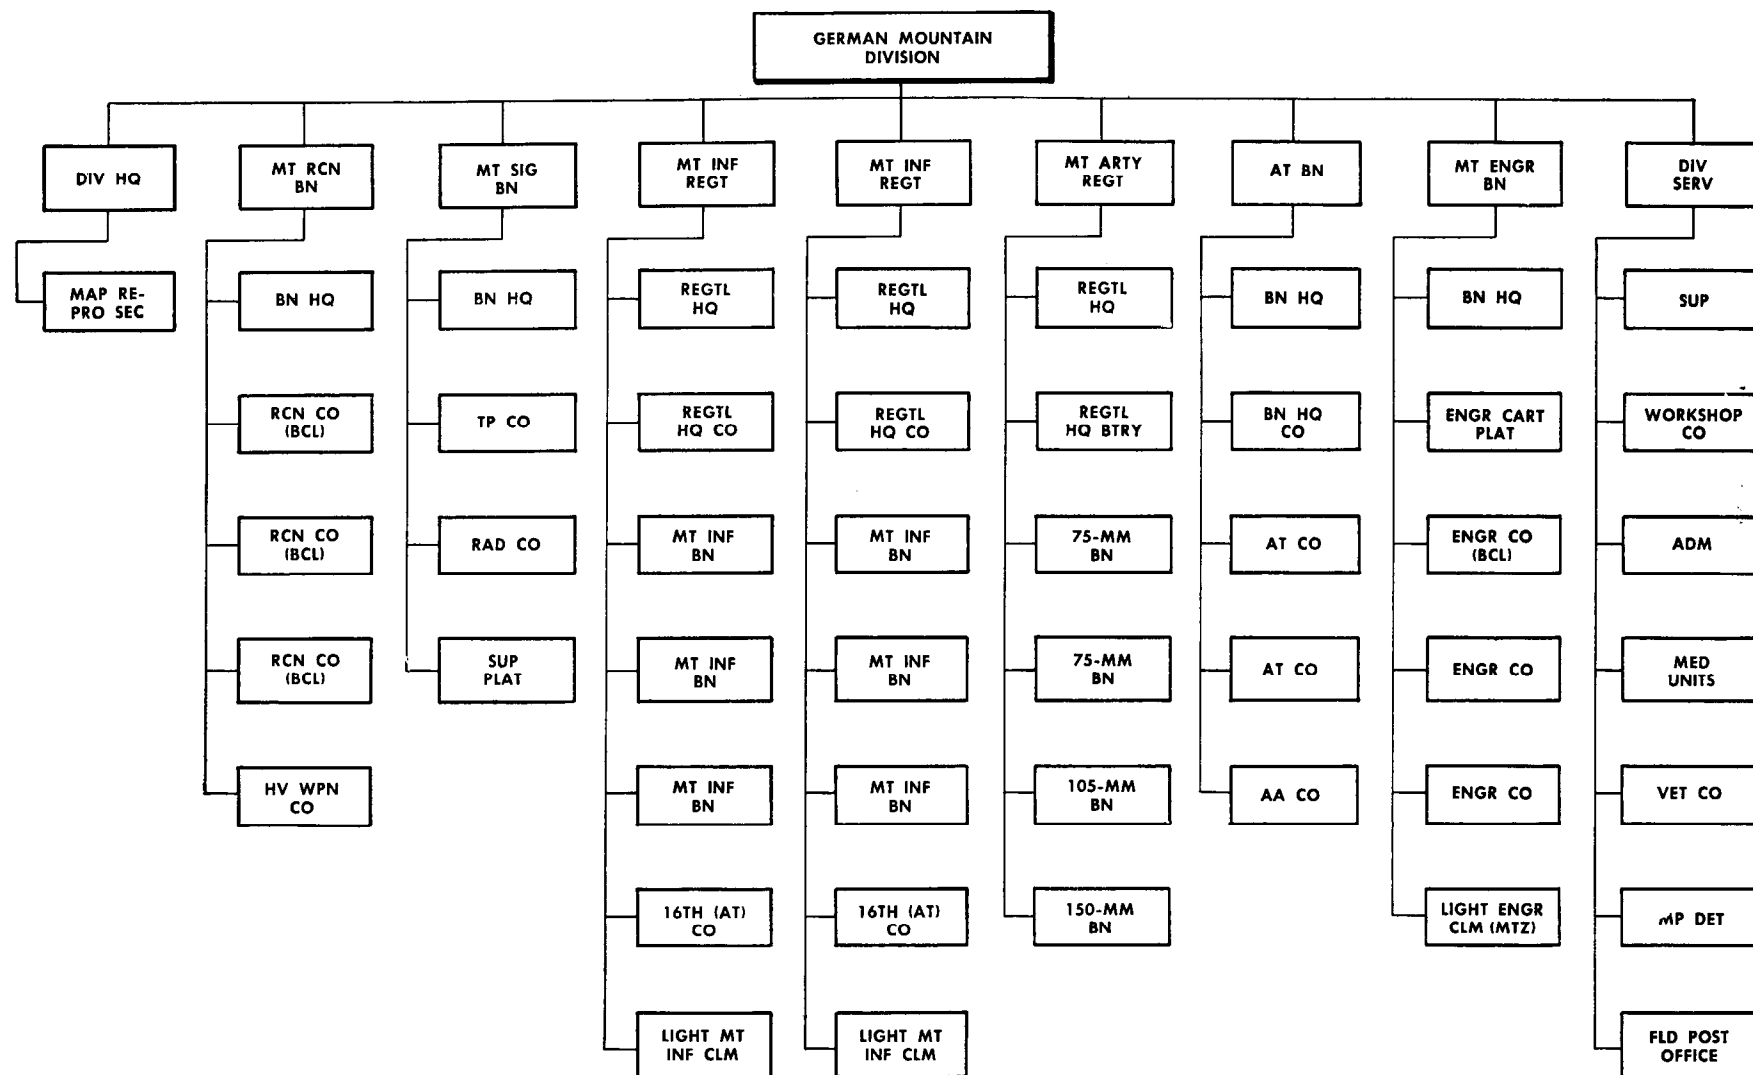 GERMAN MOUNTAIN
DIVISION
DIV HQ
MT RCN
BN
MT SIG
BN
MT INF
REGT
MT INF
REGT
MT ARTY
REGT
AT BN
MT ENGR
BN
DIV
SERV
MAP RE-
PRO SEC
BN HQ
RCN CO
(BCL)
RCN CO
(BCL)
RCN CO
(BCL)
HV WPN
CO
BN HQ
TP CO
RAD CO
SUP
PLAT
REGTL
HQ
REGTL
HQ CO
MT INF
BN
MT INF
BN
MT INF
BN
16TH (AT)
CO
LIGHT MT
INF CLM
REGTL
HQ
REGTL
HQ CO
MT INF
BN
MT INF
BN
MT INF
BN
16TH (AT)
CO
LIGHT MT
INF CLM
REGTL
HQ
REGTL
HQ BTRY
75-MM
BN
75-MM
BN
105-MM
BN
150-MM
BN
BN HQ
BN HQ
CO
AT CO
AT CO
AA CO
BN HQ
ENGR CART
PLAT
ENGR CO
(BCL)
ENGR CO
ENGR CO
LIGHT ENGR
CLM (MTZ)
SUP
WORKSHOP
CO
ADM
MED
UNITS
VET CO
MP DET
FLD POST
OFFICE